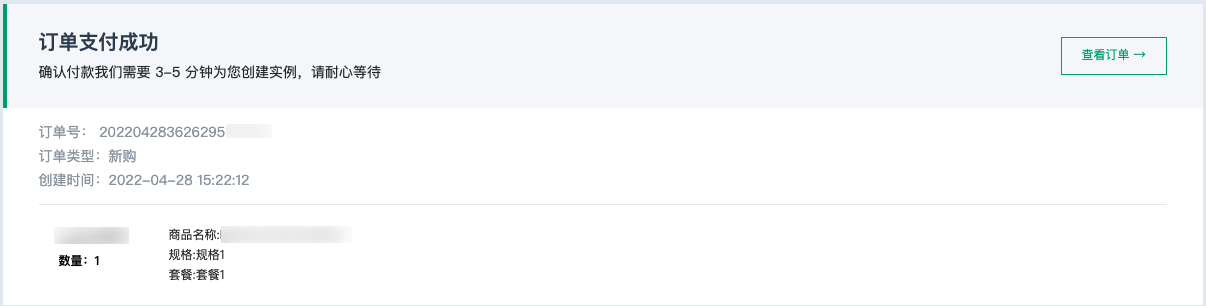 订单支付成功
确认付款我们需要 3-5 分钟为您创建实例，请耐心等待
查看订单 →
订单号： 202204283626295
订单类型：新购
创建时间：2022-04-28 15:22:12
商品名称:
数量：1
规格:规格1
套餐:套餐1